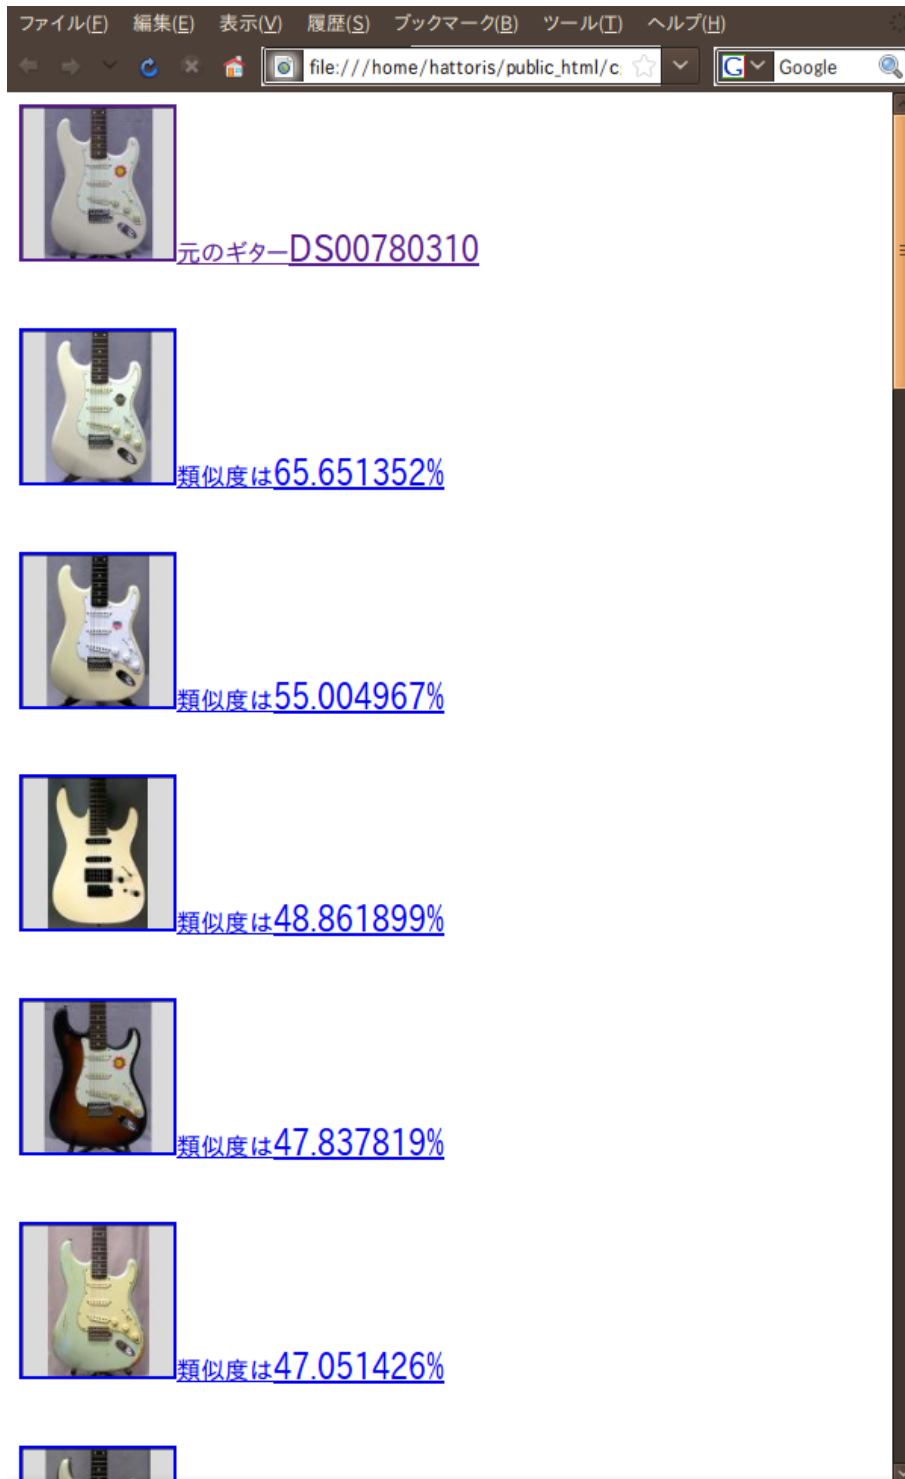 ファイル(F) 編集(E) 表示(V) 履歴(S) ブックマーク(B) ツール(T) ヘルプ(H)
file:///home/hattoris/public_html/c Google
元のギターDS00780310
類似度は65.651352%
類似度は55.004967%
類似度は48.861899%
類似度は47.837819%
類似度は47.051426%